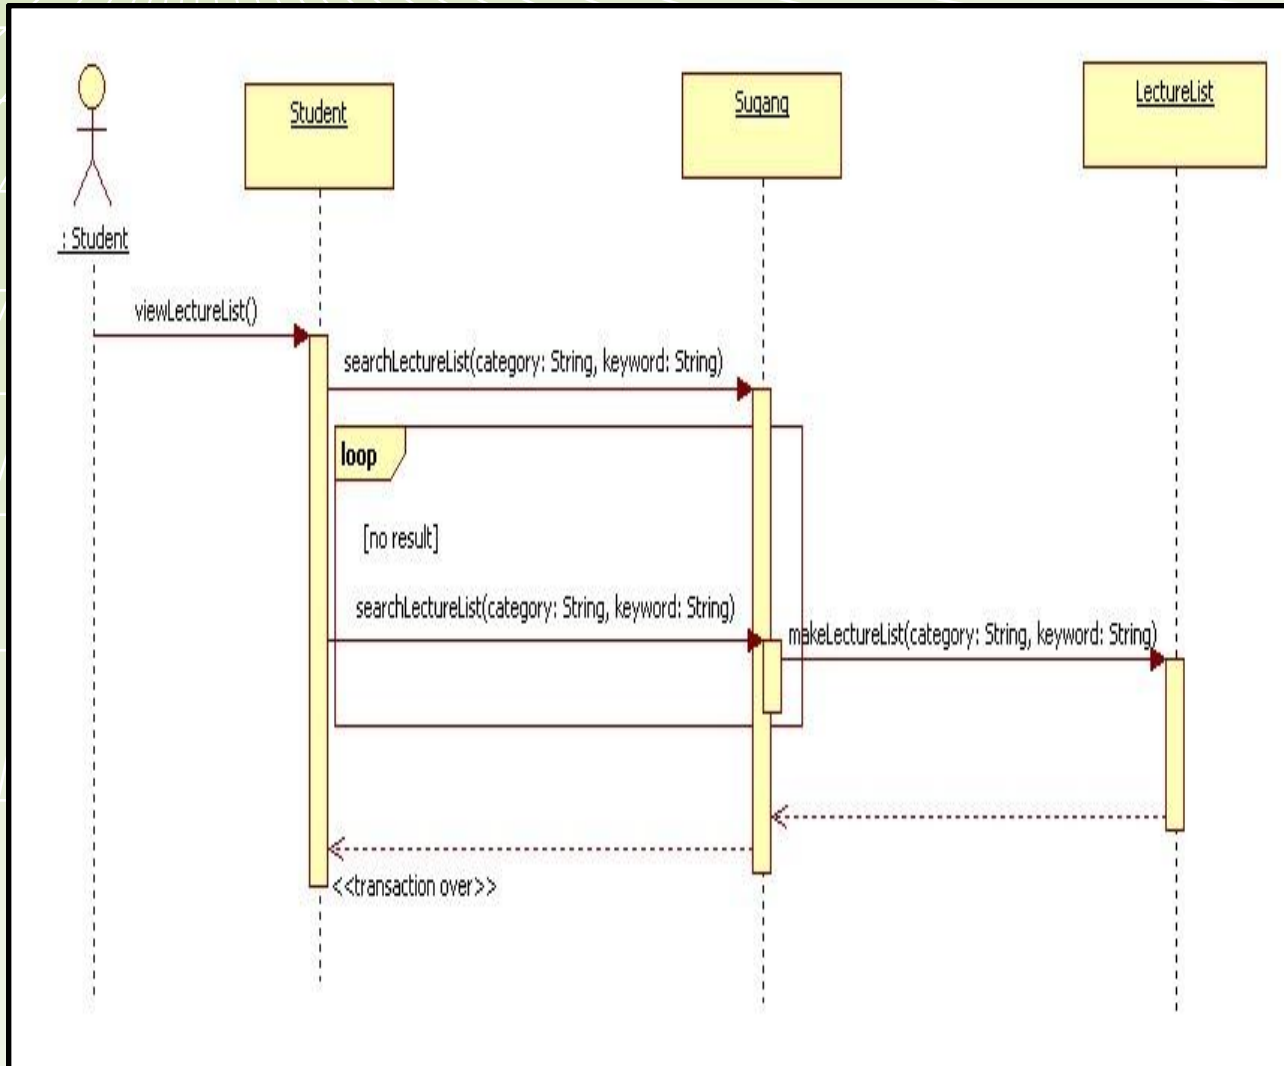 Student
Sugang
LectureList
: Student
viewLectureList()
searchLectureList(category: String, keyword: String)
loop
[no result]
searchLectureList(category: String, keyword: String)
makeLectureList(category: String, keyword: String)
<<transaction over>>